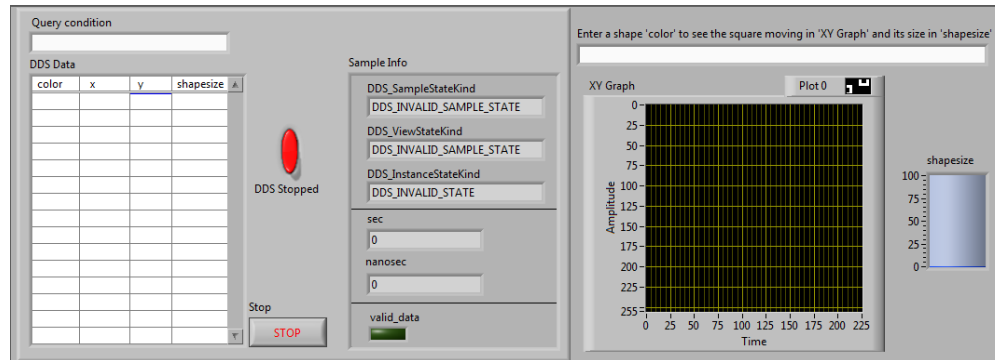 Query condition
DDS Data
color x y shapesize
DDS Stopped
Stop
STOP
Sample Info
DDS_SampleStateKind
DDS_INVALID_SAMPLE_STATE
DDS_ViewStateKind
DDS_INVALID_SAMPLE_STATE
DDS_InstanceStateKind
DDS_INVALID_STATE
sec
0
nanosec
0
valid_data
Enter a shape 'color' to see the square moving in 'XY Graph' and its size in 'shapesize'
XY Graph
Plot 0
Amplitude
0
25
50
75
100
125
150
175
200
225
255
0 25 50 75 100 125 150 175 200 225
Time
shapesize
100
75
50
25
0